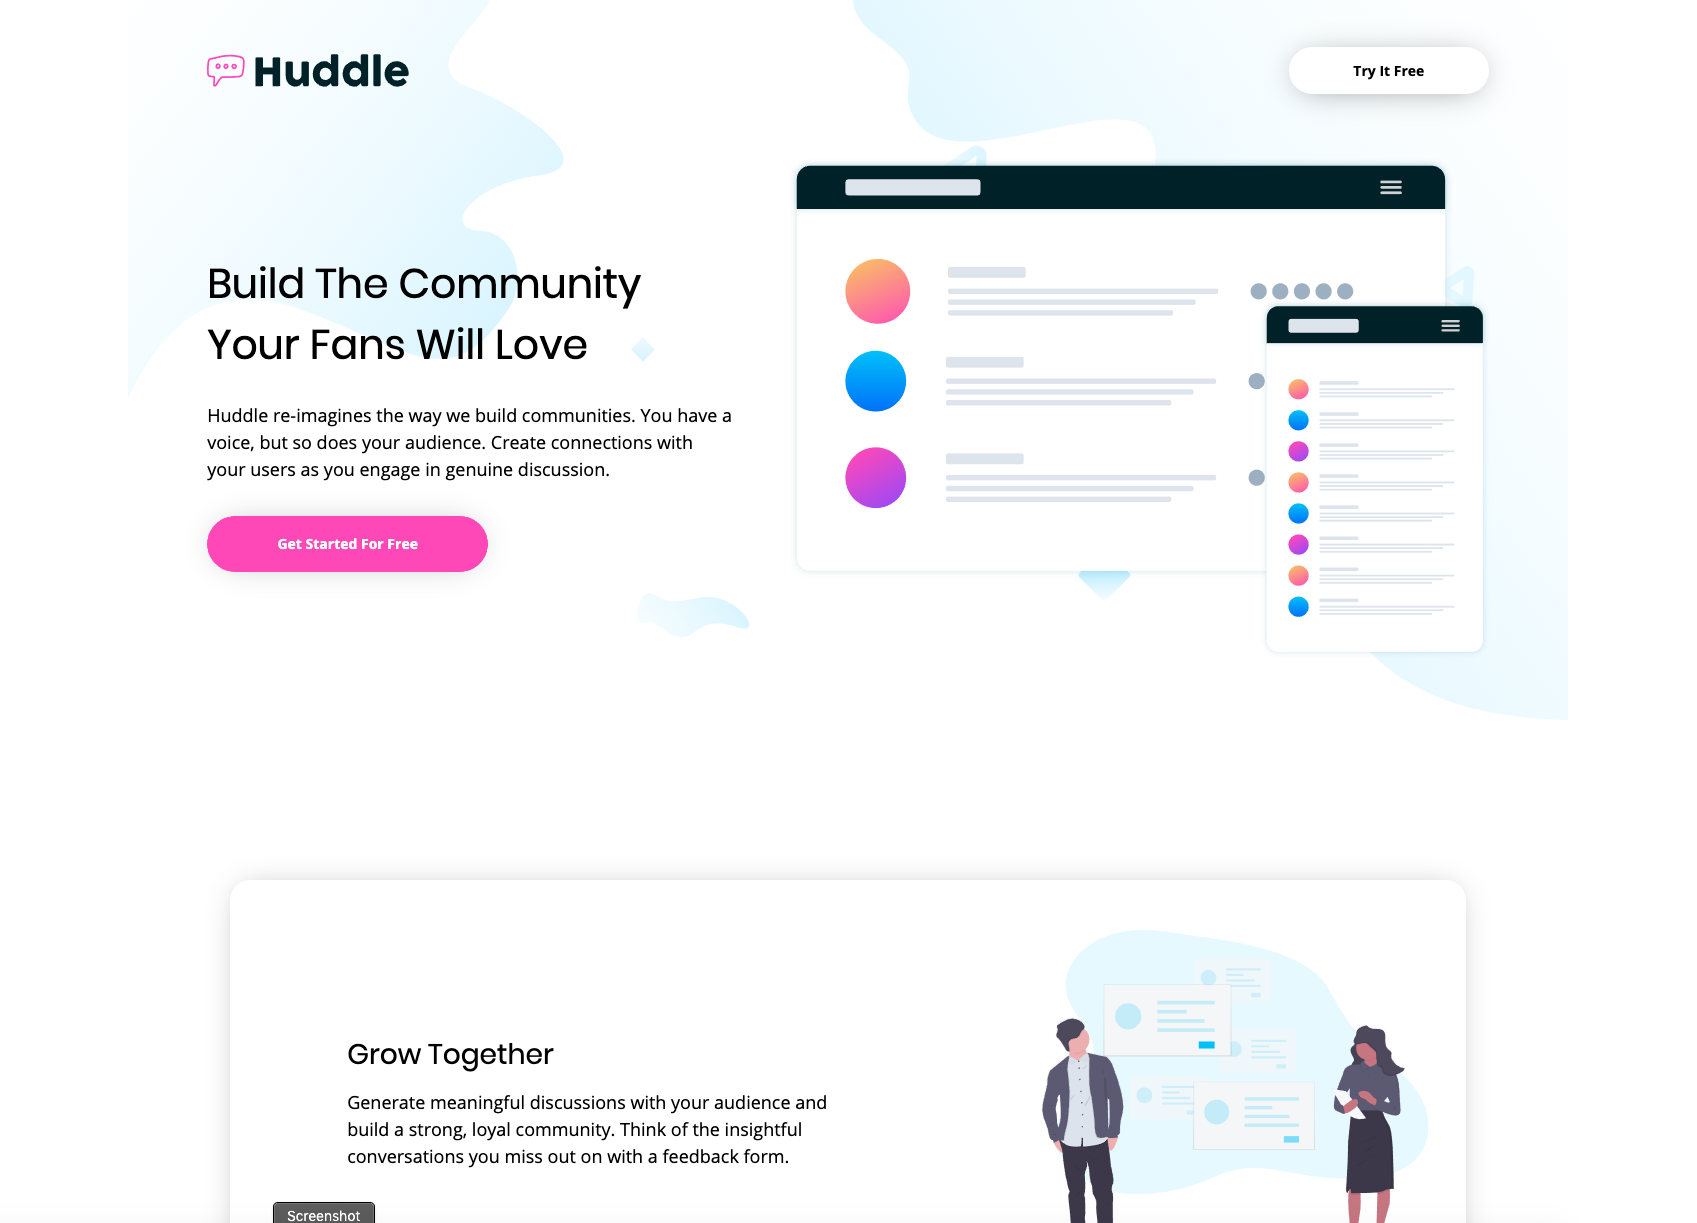 Huddle
Try It Free
Build The Community
Your Fans Will Love
Huddle re-imagines the way we build communities. You have a
voice, but so does your audience. Create connections with
your users as you engage in genuine discussion.
Get Started For Free
Grow Together
Generate meaningful discussions with your audience and
build a strong, loyal community. Think of the insightful
conversations you miss out on with a feedback form.
Screenshot